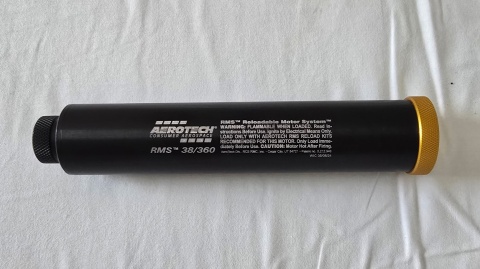 AEROTECH
CONSUMER AEROSPACE
RMS™ 38/360
RMS™ Reloadable Motor System™
WARNING: FLAMMABLE WHEN LOADED. Read In-
structions Before Use. Ignite by Electrical Means Only.
LOAD ONLY WITH AEROTECH RMS RELOAD KITS
RECOMMENDED FOR THIS MOTOR. Only Load Imme-
diately Before Use. CAUTION: Motor Hot After Firing.